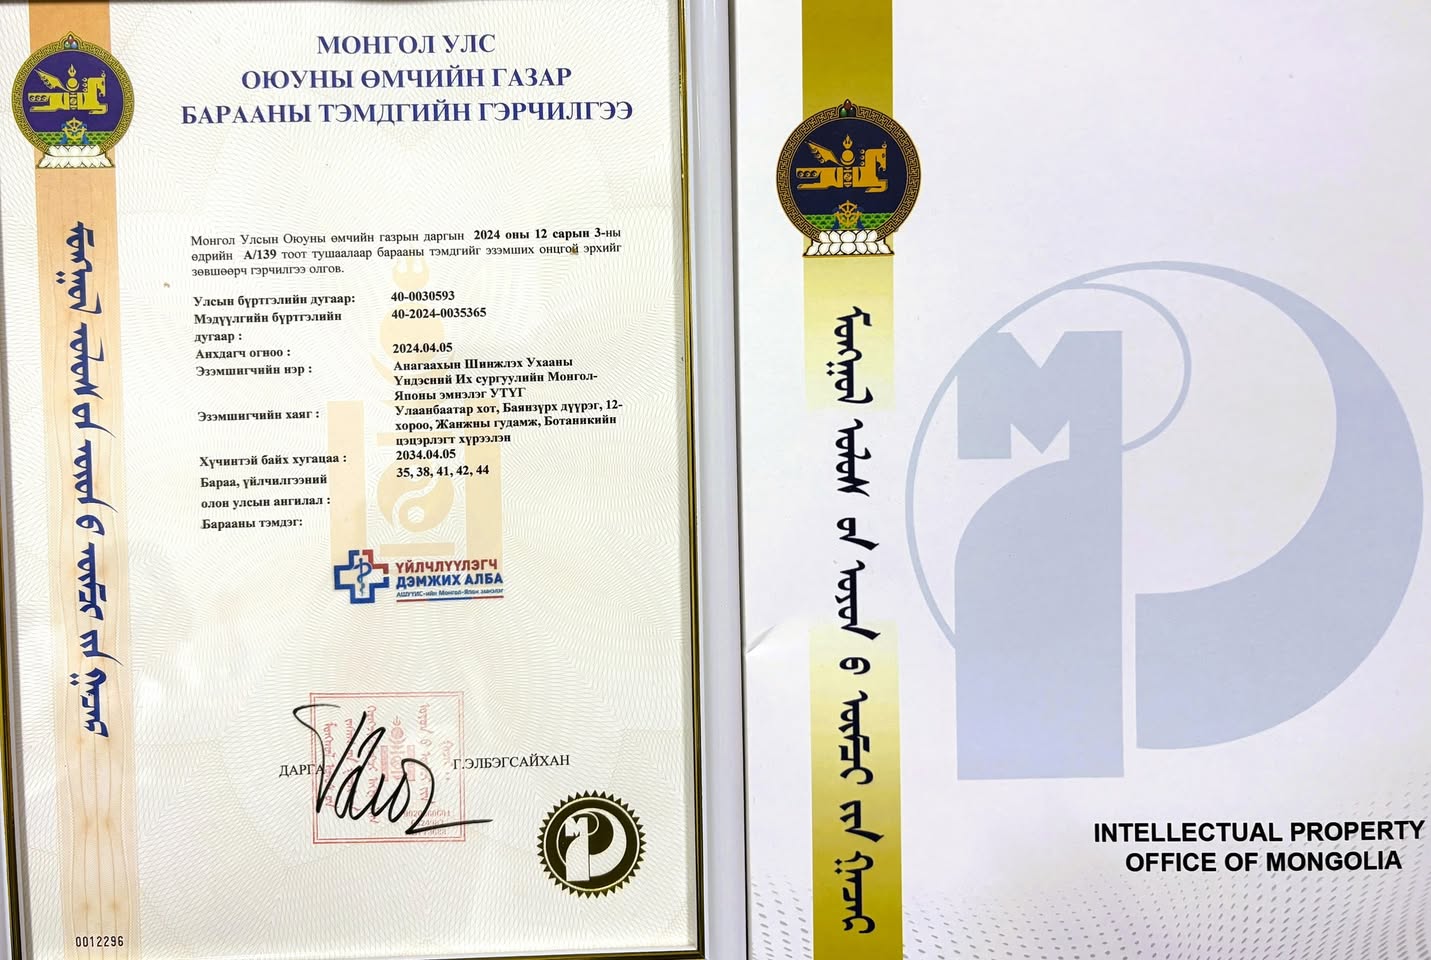 МОНГОЛ УЛС
ОЮУНЫ ӨМЧИЙН ГАЗАР
БАРААНЫ ТЭМДГИЙН ГЭРЧИЛГЭЭ
Монгол Улсын Оюуны өмчийн газрын даргын 2024 оны 12 сарын 3-ны
өдрийн А/139 тоот тушаалаар барааны тэмдгийг эзэмших онцгой эрхийг
зөвшөөрч гэрчилгээ олгов.
Улсын бүртгэлийн дугаар: 40-0030593
Мэдүүлгийн бүртгэлийн 40-2024-0035365
дугаар :
Анхдагч огноо : 2024.04.05
Эзэмшигчийн нэр : Анагаахын Шинжлэх Ухааны
Үндэсний Их сургуулийн Монгол-
Японы эмнэлэг УТҮГ
Эзэмшигчийн хаяг : Улаанбаатар хот, Баянзүрх дүүрэг, 12-
хороо, Жанжны гудамж, Ботаникийн
цэцэрлэгт хүрээлэн
Хүчинтэй байх хугацаа : 2034.04.05
Бараа, үйлчилгээний 35, 38, 41, 42, 44
олон улсын ангилал :
Барааны тэмдэг:
ҮЙЛЧЛҮҮЛЭГЧ
ДЭМЖИХ АЛБА
АШУҮИС-ийн Монгол-Япон эмнэлэг
ДАРГА Г.ЭЛБЭГСАЙХАН
0012296
INTELLECTUAL PROPERTY
OFFICE OF MONGOLIA